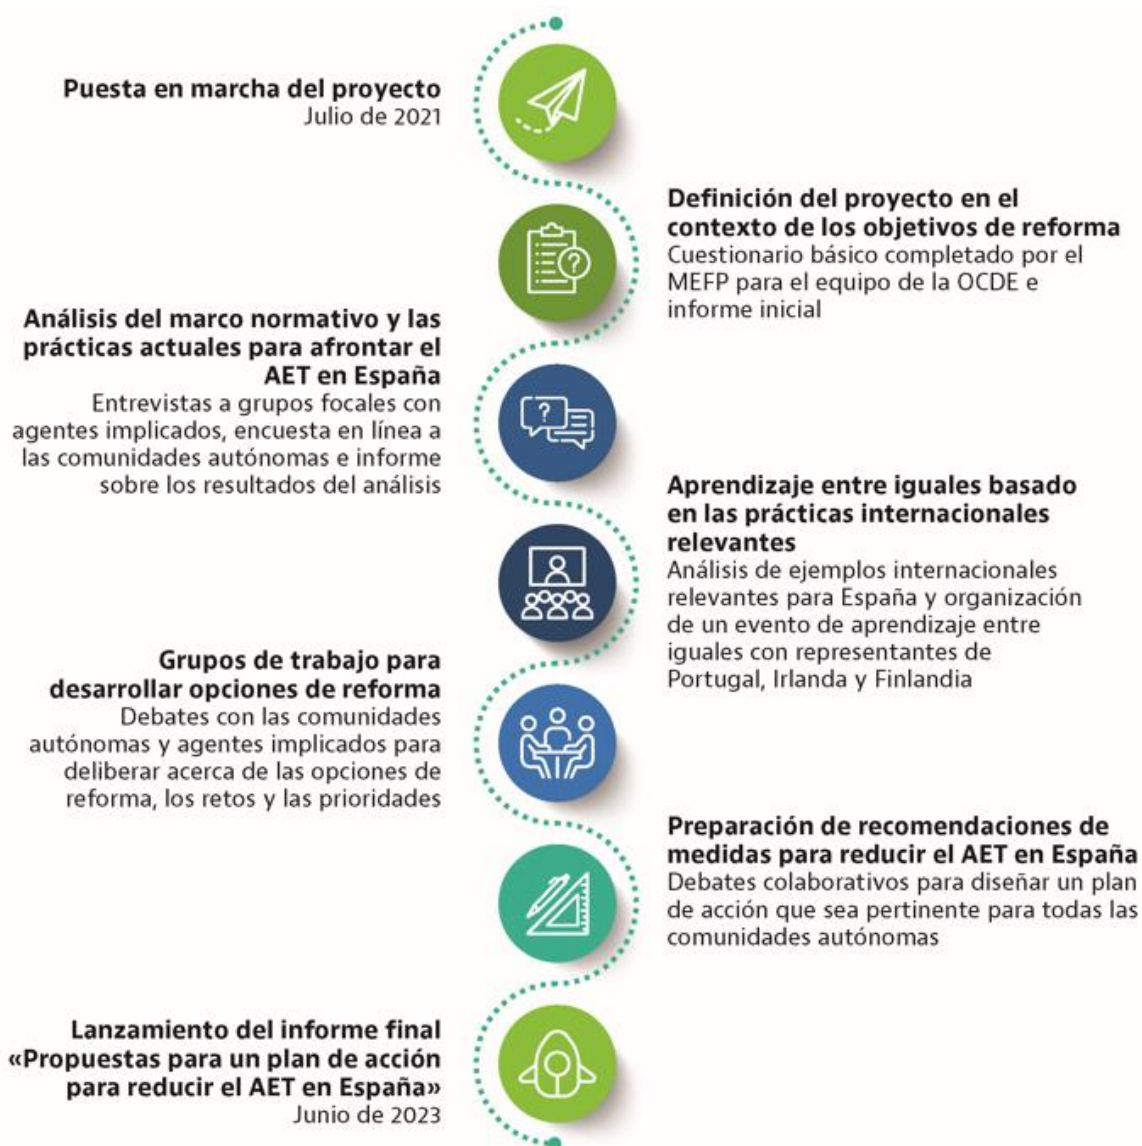 Puesta en marcha del proyecto
Julio de 2021
Definición del proyecto en el
contexto de los objetivos de reforma
Cuestionario básico completado por el
MEFP para el equipo de la OCDE e
informe inicial
Análisis del marco normativo y las
prácticas actuales para afrontar el
AET en España
Entrevistas a grupos focales con
agentes implicados, encuesta en línea a
las comunidades autónomas e informe
sobre los resultados del análisis
Aprendizaje entre iguales basado
en las prácticas internacionales
relevantes
Análisis de ejemplos internacionales
relevantes para España y organización
de un evento de aprendizaje entre
iguales con representantes de
Portugal, Irlanda y Finlandia
Grupos de trabajo para
desarrollar opciones de reforma
Debates con las comunidades
autónomas y agentes implicados para
deliberar acerca de las opciones de
reforma, los retos y las prioridades
Preparación de recomendaciones de
medidas para reducir el AET en España
Debates colaborativos para diseñar un plan
de acción que sea pertinente para todas las
comunidades autónomas
Lanzamiento del informe final
«Propuestas para un plan de acción
para reducir el AET en España»
Junio de 2023